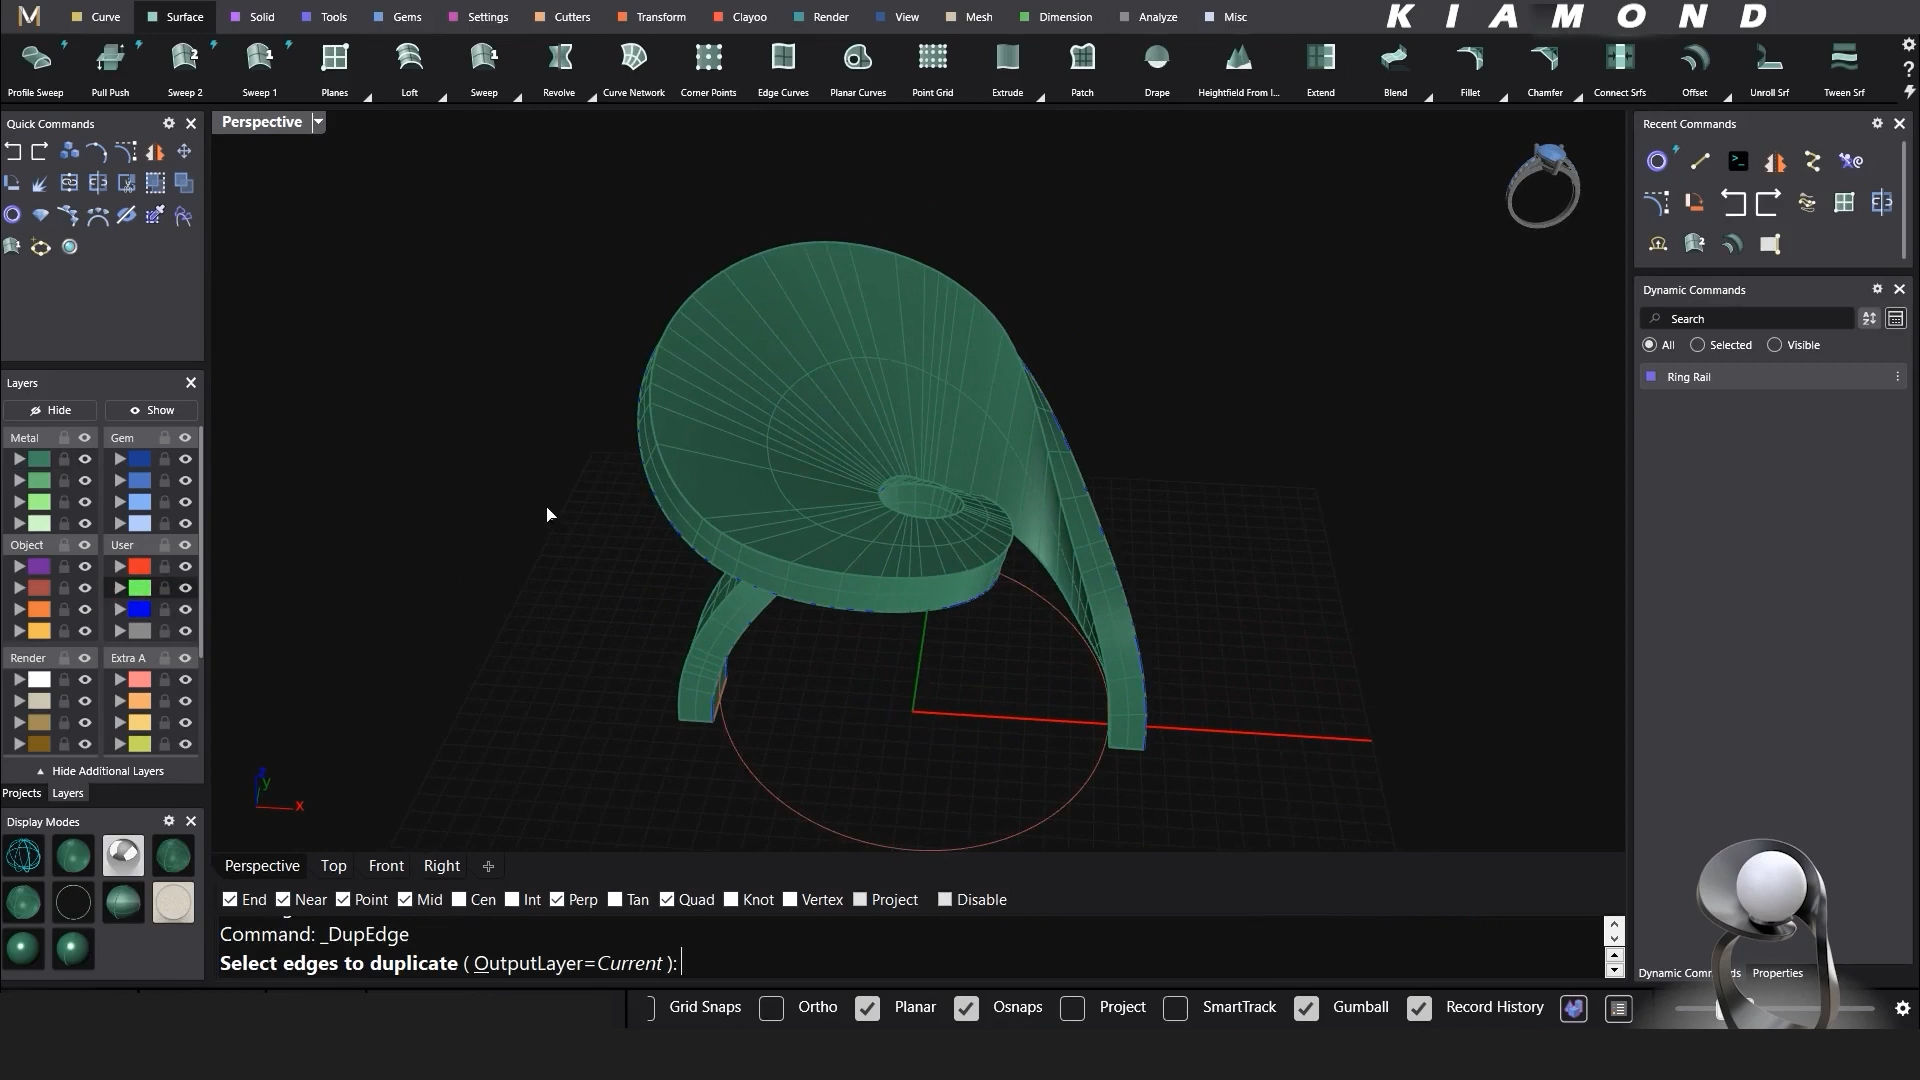 Curve Surface Solid Tools Gems Settings Cutters Transform Clayoo Render View Mesh Dimension Analyze Misc
KIAMOND
Profile Sweep Pull Push Sweep 2 Sweep 1 Planes Loft Sweep Revolve Curve Network Corner Points Edge Curves Planar Curves Point Grid Extrude Patch Drape Heightfield From I... Extend Blend Fillet Chamfer Connect Srfs Offset Unroll Srf Tween Srf
Quick Commands
Perspective
Recent Commands
Dynamic Commands
Search
All Selected Visible
Ring Rail
Layers
Hide Show
Metal Gem
Object User
Render Extra A
Hide Additional Layers
Projects Layers
Display Modes
y
x
Perspective Top Front Right
End Near Point Mid Cen Int Perp Tan Quad Knot Vertex Project Disable
Command: _DupEdge
Select edges to duplicate ( OutputLayer=Current ):
Properties
Grid Snaps Ortho Planar Osnaps Project SmartTrack Gumball Record History